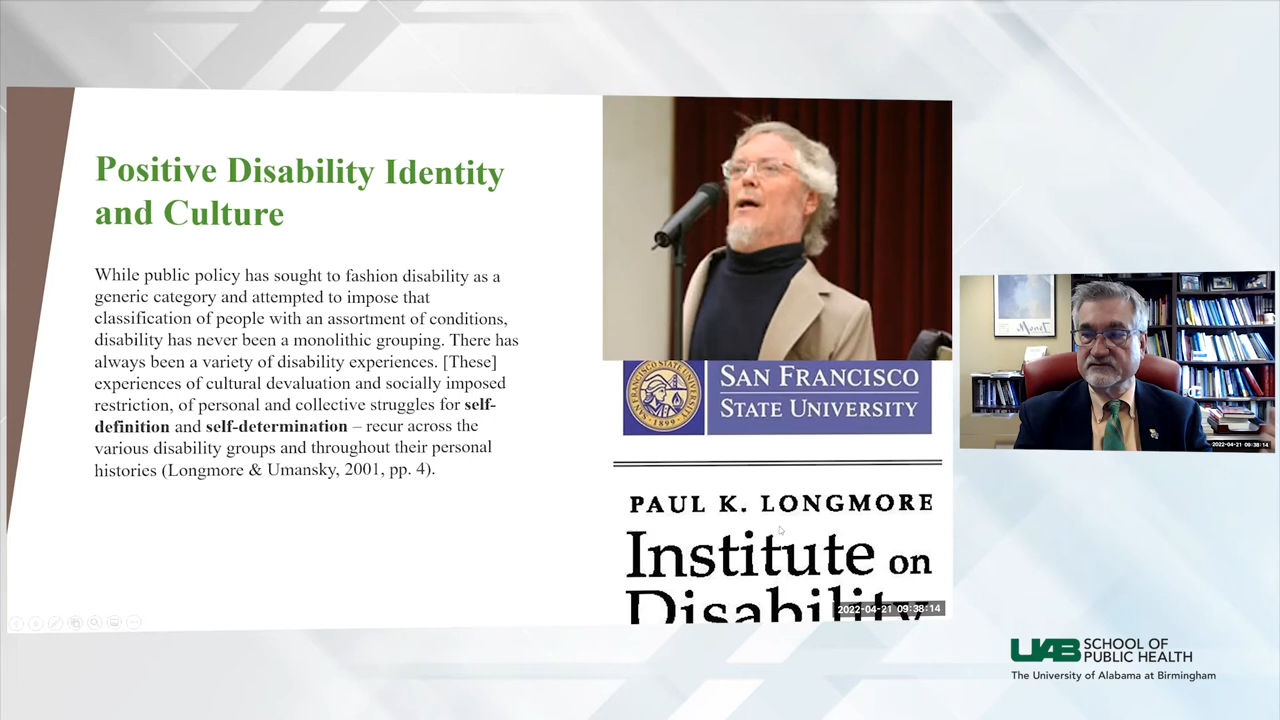 Positive Disability Identity
and Culture
While public policy has sought to fashion disability as a
generic category and attempted to impose that
classification of people with an assortment of conditions,
disability has never been a monolithic grouping. There has
always been a variety of disability experiences. [These]
experiences of cultural devaluation and socially imposed
restriction, of personal and collective struggles for self-
definition and self-determination – recur across the
various disability groups and throughout their personal
histories (Longmore & Umansky, 2001, pp. 4).
1899
SAN FRANCISCO
STATE UNIVERSITY
PAUL K. LONGMORE
Institute on
Disability
2022-04-21 09:38:14
2022-04-21 09:38:14
UAB SCHOOL OF
PUBLIC HEALTH
The University of Alabama at Birmingham